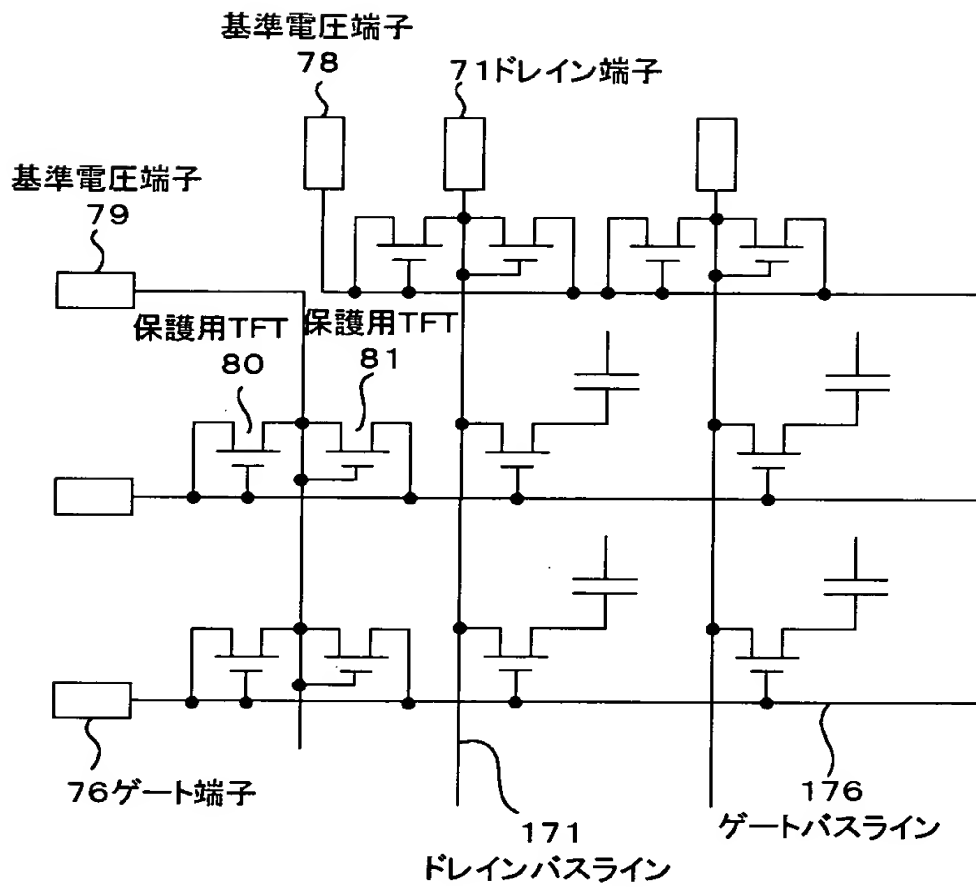 基準電圧端子
78
71ドレイン端子
基準電圧端子
79
保護用TFT
80
保護用TFT
81
76ゲート端子
171
ドレインバスライン
176
ゲートバスライン